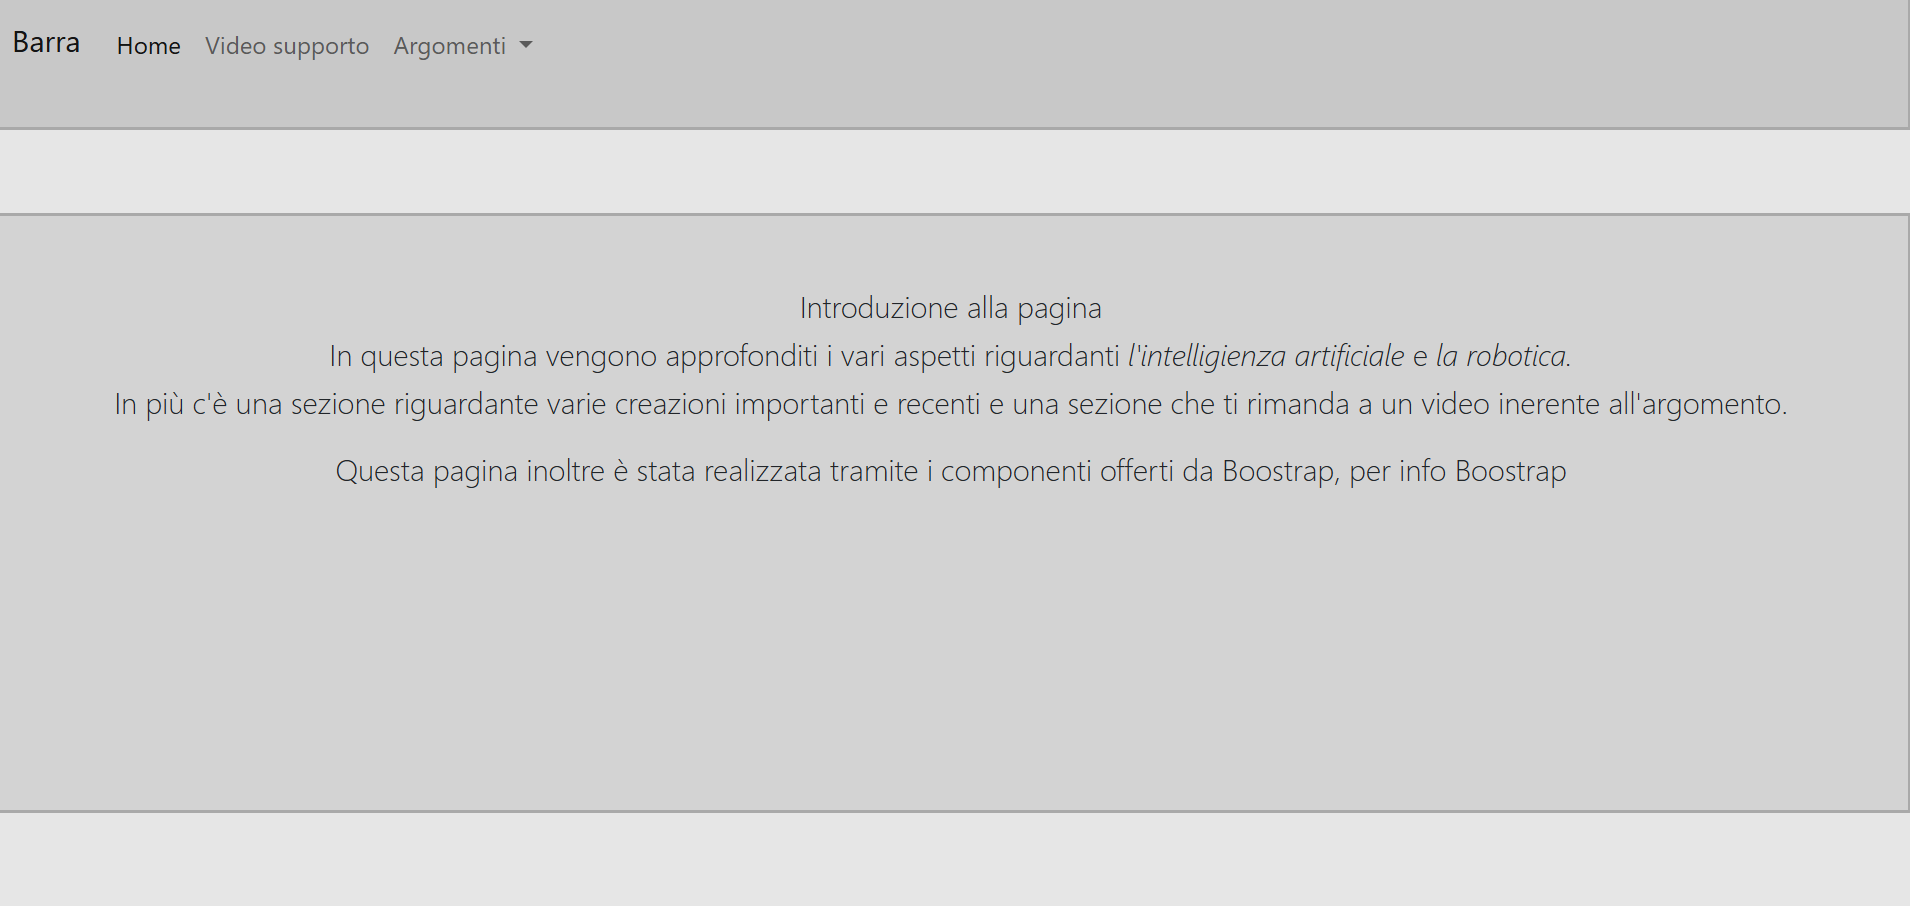 Barra Home Video supporto Argomenti
Introduzione alla pagina
In questa pagina vengono approfonditi i vari aspetti riguardanti l'intelligienza artificiale e la robotica.
In più c'è una sezione riguardante varie creazioni importanti e recenti e una sezione che ti rimanda a un video inerente all'argomento.
Questa pagina inoltre è stata realizzata tramite i componenti offerti da Boostrap, per info Boostrap